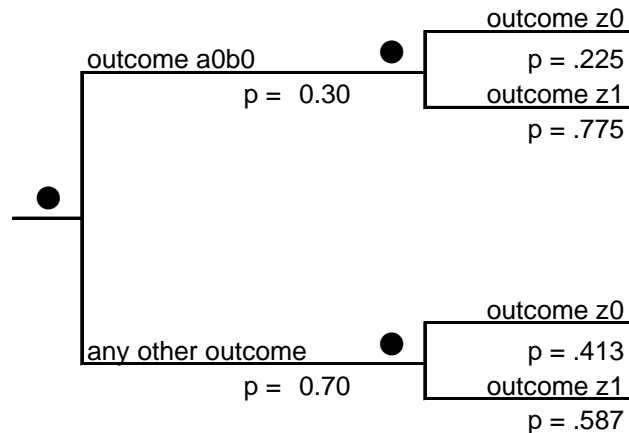 outcome z0
outcome a0b0
p = .225
p = 0.30
outcome z1
p = .775
outcome z0
any other outcome
p = .413
p = 0.70
outcome z1
p = .587